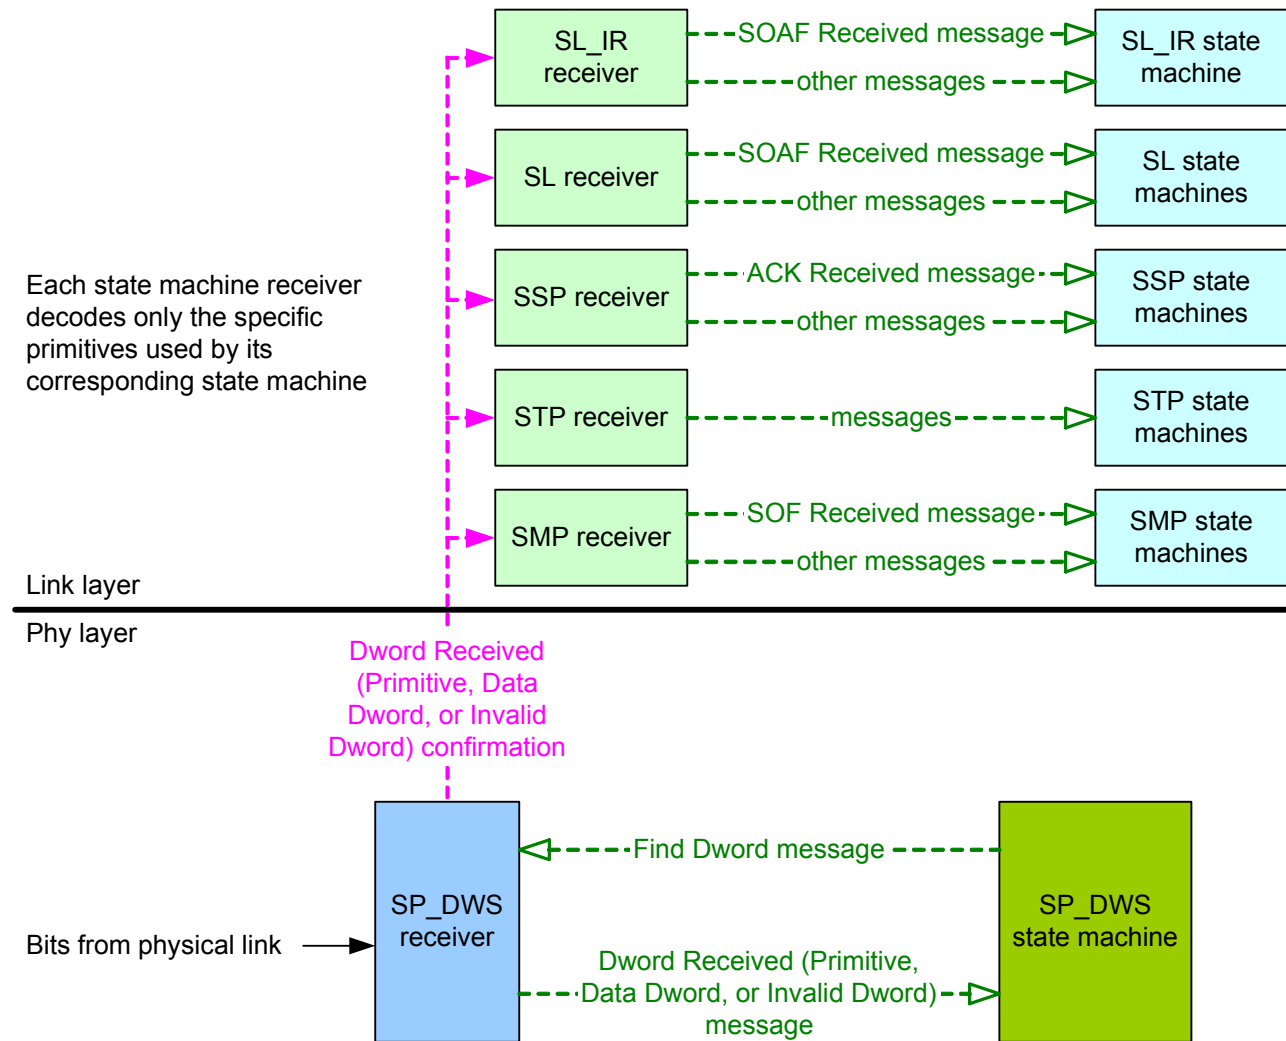 SL_IR
receiver
SOAF Received message
other messages
SL_IR state
machine
SL receiver
SOAF Received message
other messages
SL state
machines
Each state machine receiver
decodes only the specific
primitives used by its
corresponding state machine
SSP receiver
ACK Received message
other messages
SSP state
machines
STP receiver
messages
STP state
machines
SMP receiver
SOF Received message
other messages
SMP state
machines
Link layer
Phy layer
Dword Received
(Primitive, Data
Dword, or Invalid
Dword) confirmation
Bits from physical link
SP_DWS
receiver
Find Dword message
Dword Received (Primitive,
Data Dword, or Invalid Dword)
message
SP_DWS
state machine